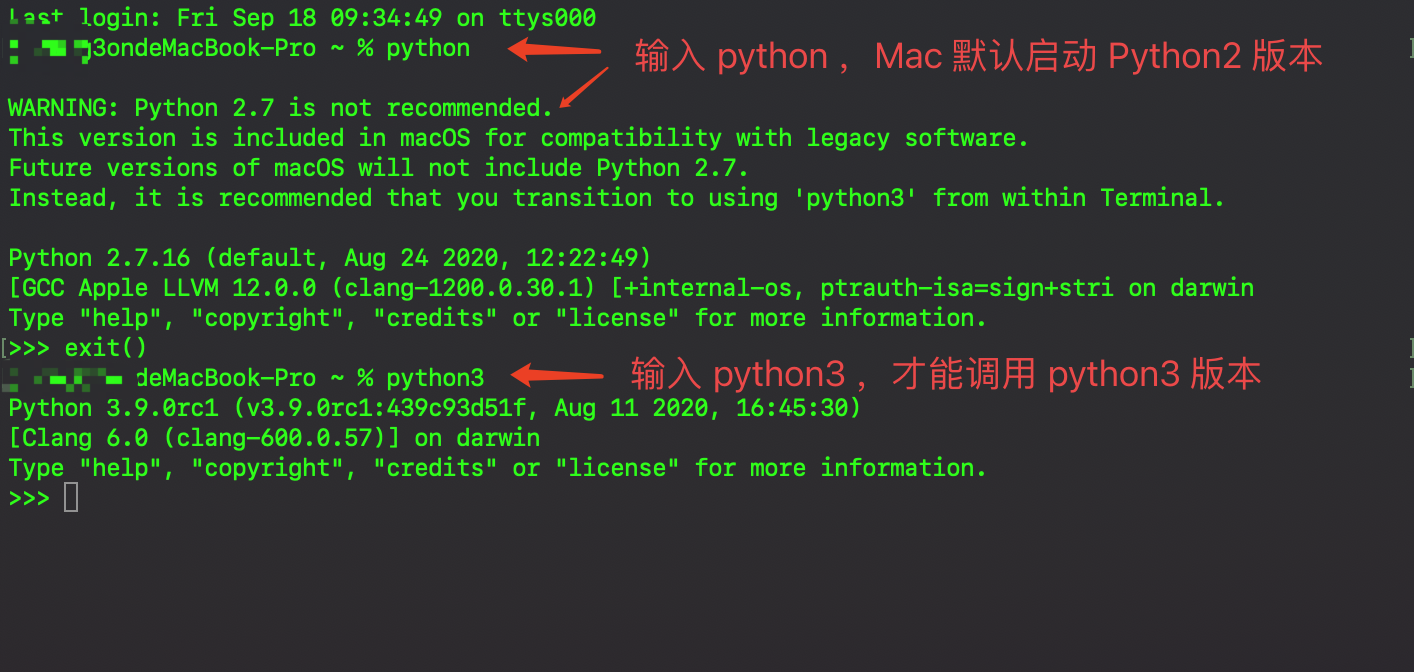 Last login: Fri Sep 18 09:34:49 on ttys000
g3ondeMacBook-Pro ~ % python
输入 python ，Mac 默认启动 Python2 版本
WARNING: Python 2.7 is not recommended.
This version is included in macOS for compatibility with legacy software.
Future versions of macOS will not include Python 2.7.
Instead, it is recommended that you transition to using 'python3' from within Terminal.
Python 2.7.16 (default, Aug 24 2020, 12:22:49)
[GCC Apple LLVM 12.0.0 (clang-1200.0.30.1) [+internal-os, ptrauth-isa=sign+stri on darwin
Type "help", "copyright", "credits" or "license" for more information.
[>>> exit()
deMacBook-Pro ~ % python3
输入 python3 ，才能调用 python3 版本
Python 3.9.0rc1 (v3.9.0rc1:439c93d51f, Aug 11 2020, 16:45:30)
[Clang 6.0 (clang-600.0.57)] on darwin
Type "help", "copyright", "credits" or "license" for more information.
>>>